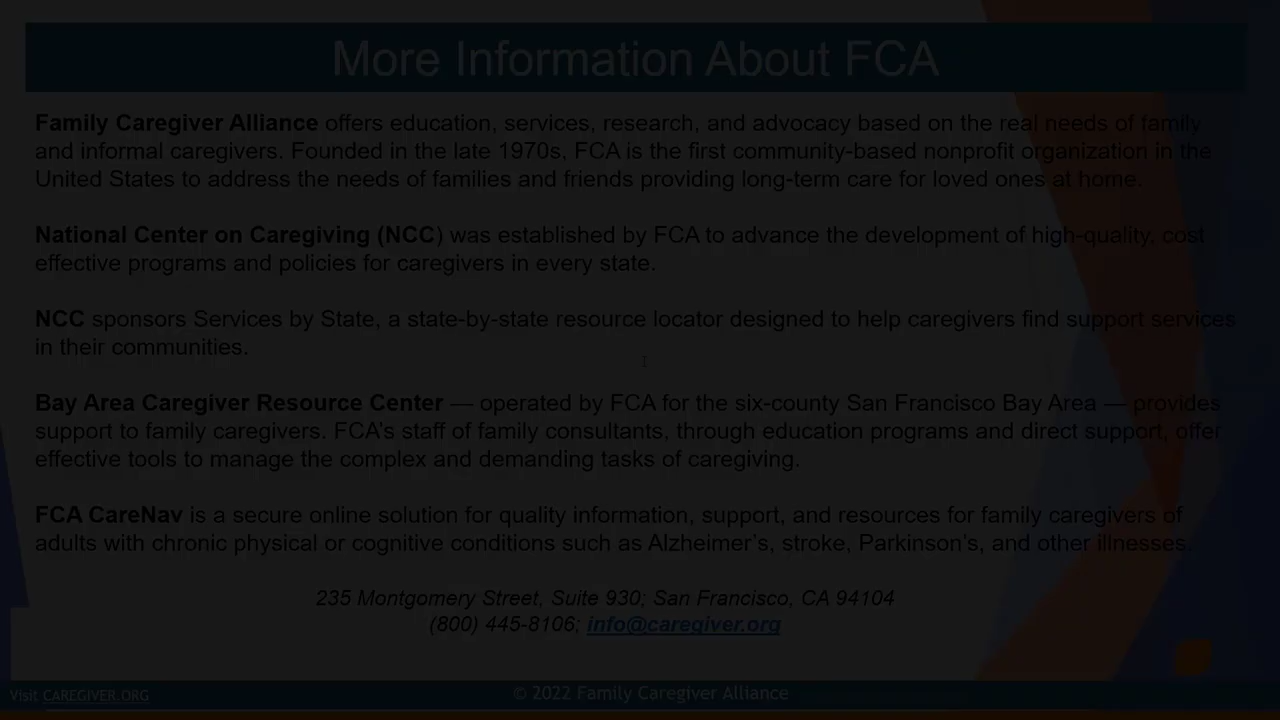 More Information About FCA
Family Caregiver Alliance offers education, services, research, and advocacy based on the real needs of family
and informal caregivers. Founded in the late 1970s, FCA is the first community-based nonprofit organization in the
United States to address the needs of families and friends providing long-term care for loved ones at home.
National Center on Caregiving (NCC) was established by FCA to advance the development of high-quality, cost
effective programs and policies for caregivers in every state.
NCC sponsors Services by State, a state-by-state resource locator designed to help caregivers find support services
in their communities.
Bay Area Caregiver Resource Center — operated by FCA for the six-county San Francisco Bay Area — provides
support to family caregivers. FCA's staff of family consultants, through education programs and direct support, offer
effective tools to manage the complex and demanding tasks of caregiving.
FCA CareNav is a secure online solution for quality information, support, and resources for family caregivers of
adults with chronic physical or cognitive conditions such as Alzheimer's, stroke, Parkinson's, and other illnesses.
235 Montgomery Street, Suite 930; San Francisco, CA 94104
(800) 445-8106; info@caregiver.org
Visit CAREGIVER.ORG
© 2022 Family Caregiver Alliance